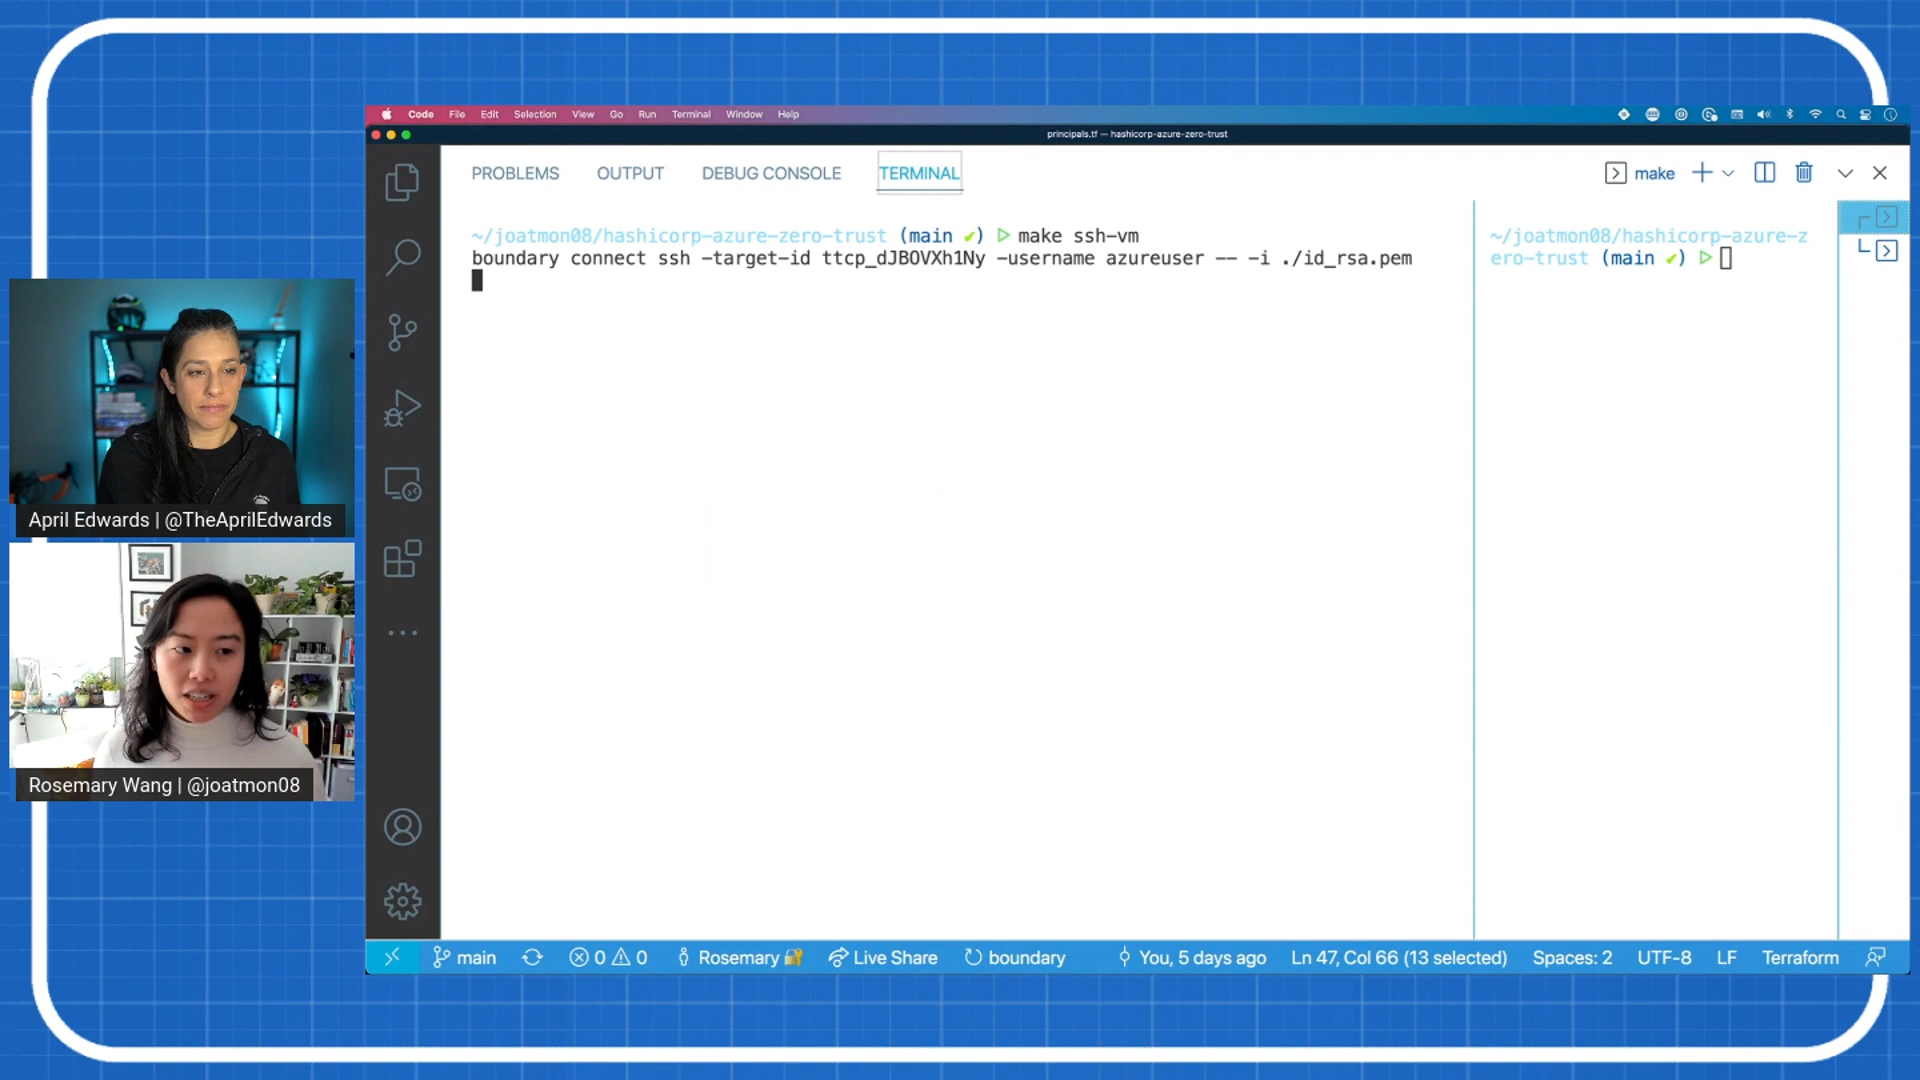 Code File Edit Selection View Go Run Terminal Window Help
principals.tf — hashicorp-azure-zero-trust
PROBLEMS OUTPUT DEBUG CONSOLE TERMINAL
make
~/joatmon08/hashicorp-azure-zero-trust (main ✔) ▷ make ssh-vm
boundary connect ssh -target-id ttcp_dJBOVXh1Ny -username azureuser -- -i ./id_rsa.pem
~/joatmon08/hashicorp-azure-z
ero-trust (main ✔) ▷
April Edwards | @TheAprilEdwards
Rosemary Wang | @joatmon08
main 0 0 Rosemary Live Share boundary You, 5 days ago Ln 47, Col 66 (13 selected) Spaces: 2 UTF-8 LF Terraform